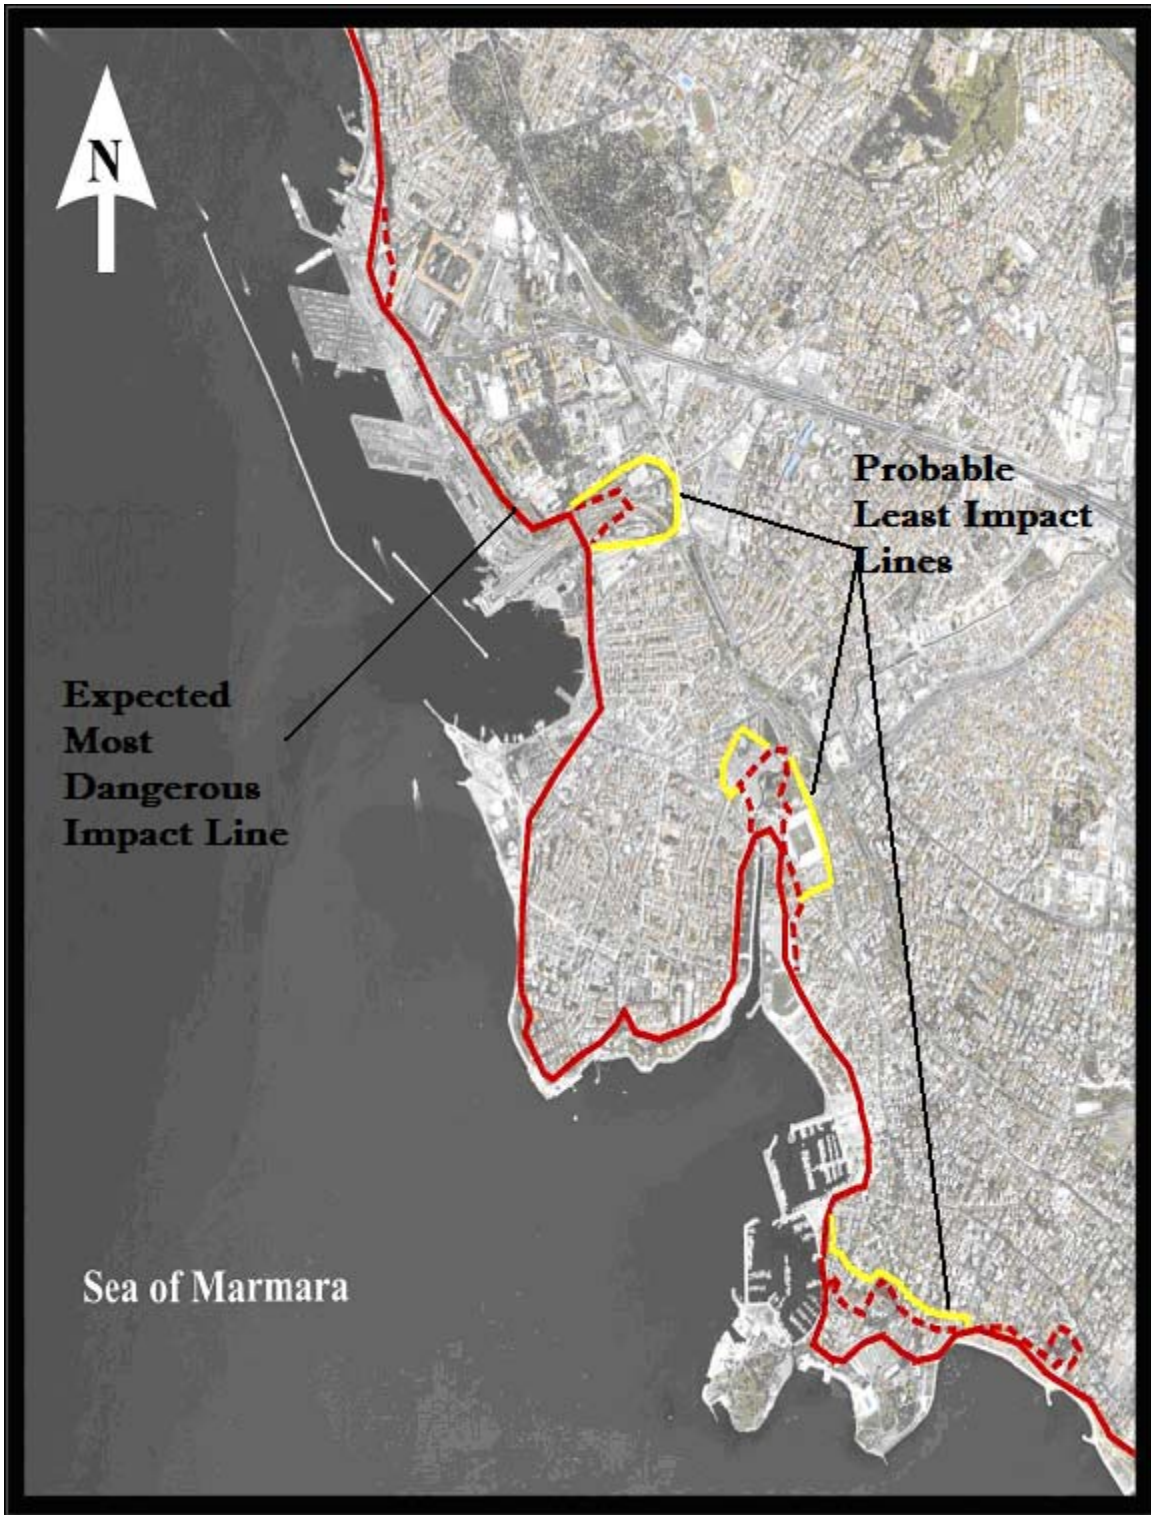 N
Probable
Least Impact
Lines
Expected
Most
Dangerous
Impact Line
Sea of Marmara